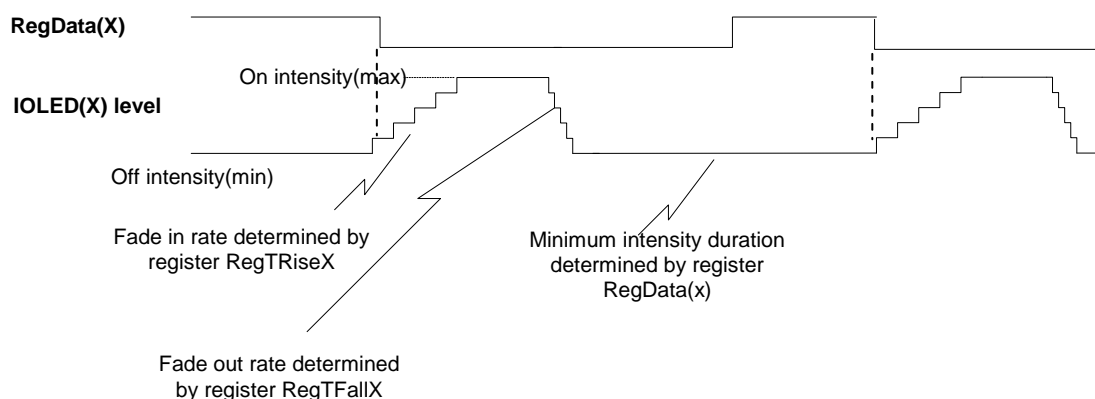 RegData(X)
On intensity(max)
IOLED(X) level
Off intensity(min)
Fade in rate determined by
register RegTRiseX
Minimum intensity duration
determined by register
RegData(x)
Fade out rate determined
by register RegTFallX